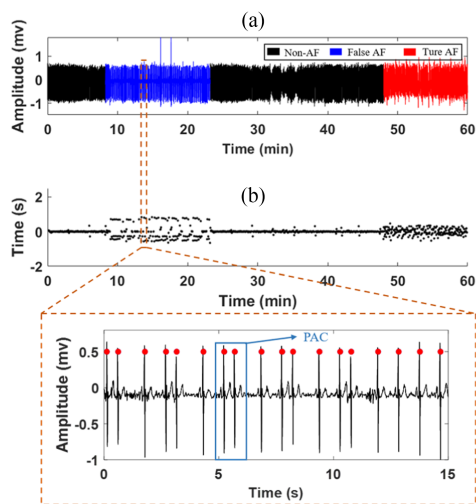 (a)
Amplitude (mv)
1
0
-1
Non-AF
False AF
Ture AF
0
10
20
30
40
50
60
Time (min)
(b)
Time (s)
2
0
-2
0
10
20
30
40
50
60
Time (min)
PAC
Amplitude (mv)
0.5
0
-0.5
-1
0
5
10
15
Time (s)